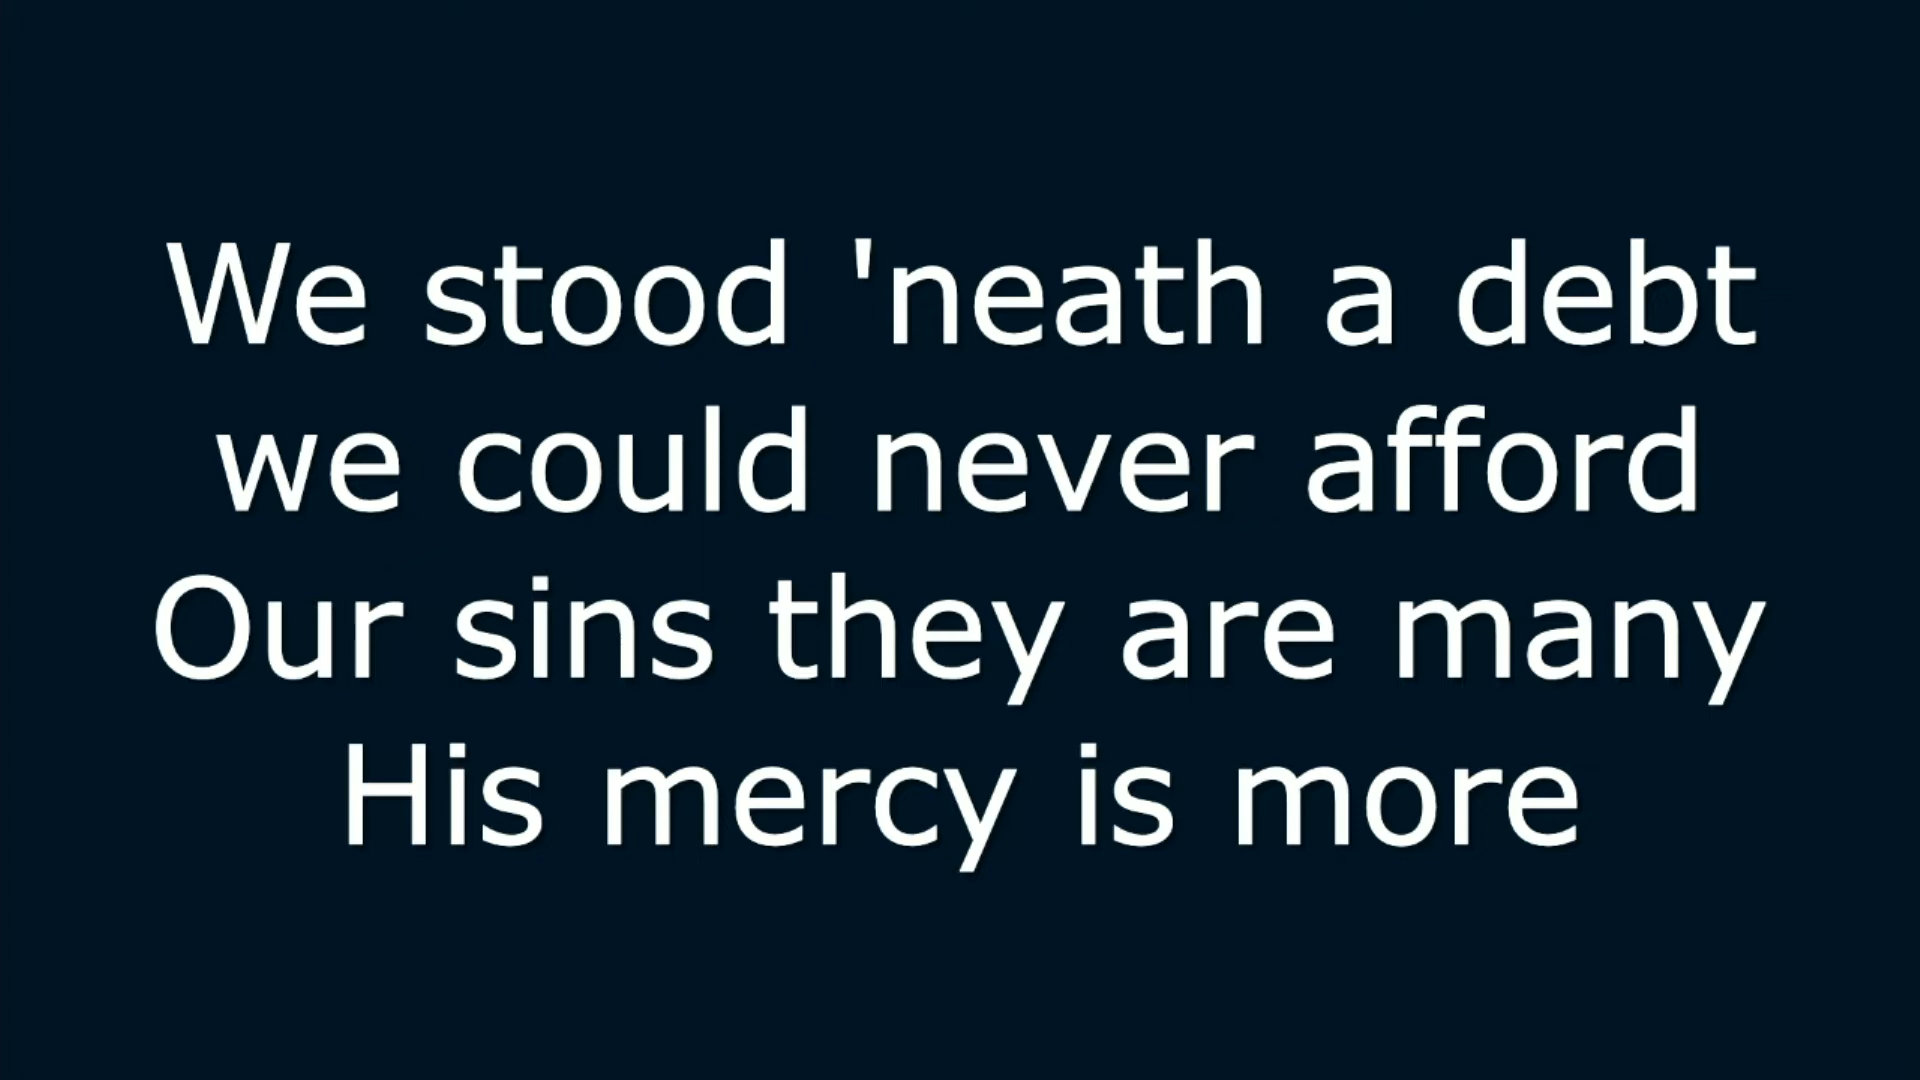 We stood 'neath a debt
we could never afford
Our sins they are many
His mercy is more